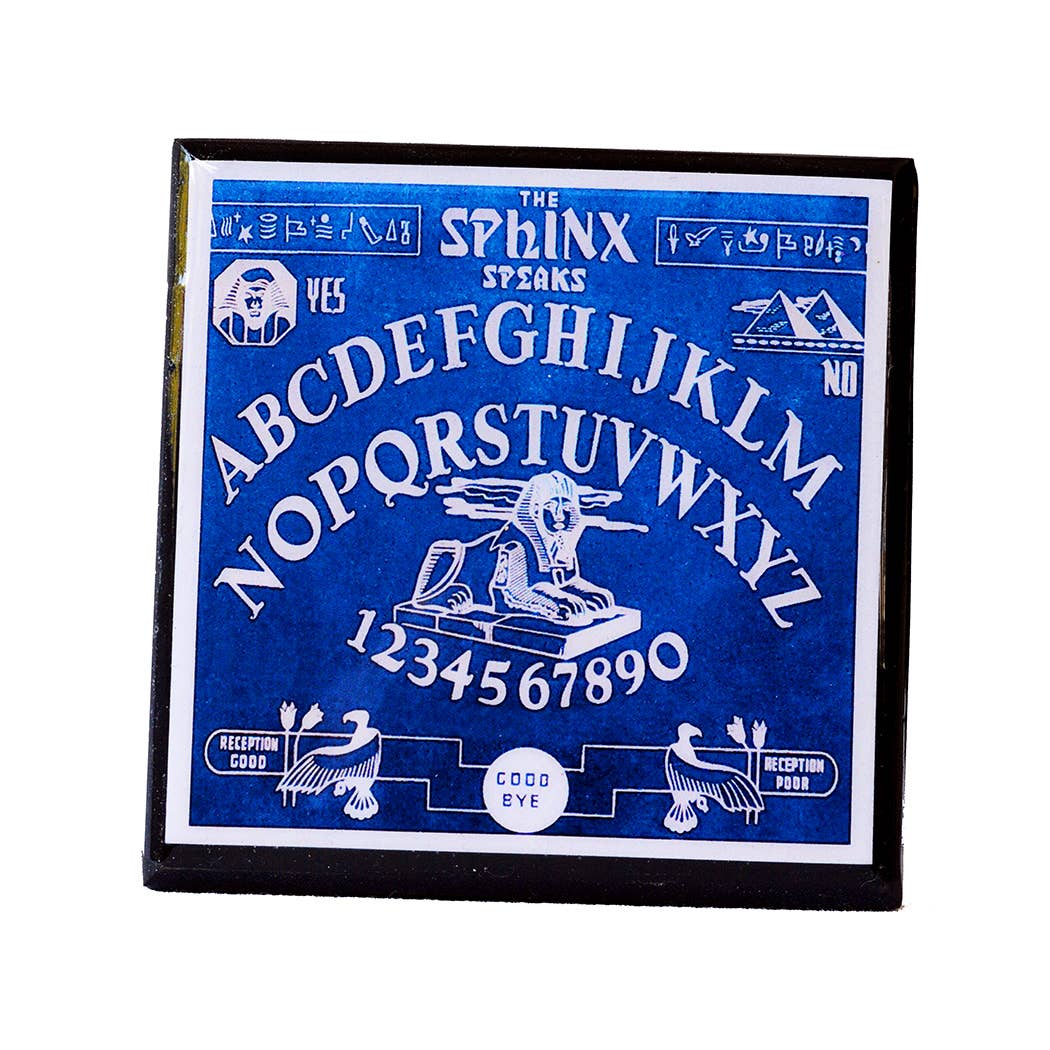 THE
SPhINX
SPEAKS
YES
NO
ABCDEFGHIJKLM
NOPQRSTUVWXYZ
1234567890
RECEPTION
GOOD
GOOD
BYE
RECEPTION
POOR